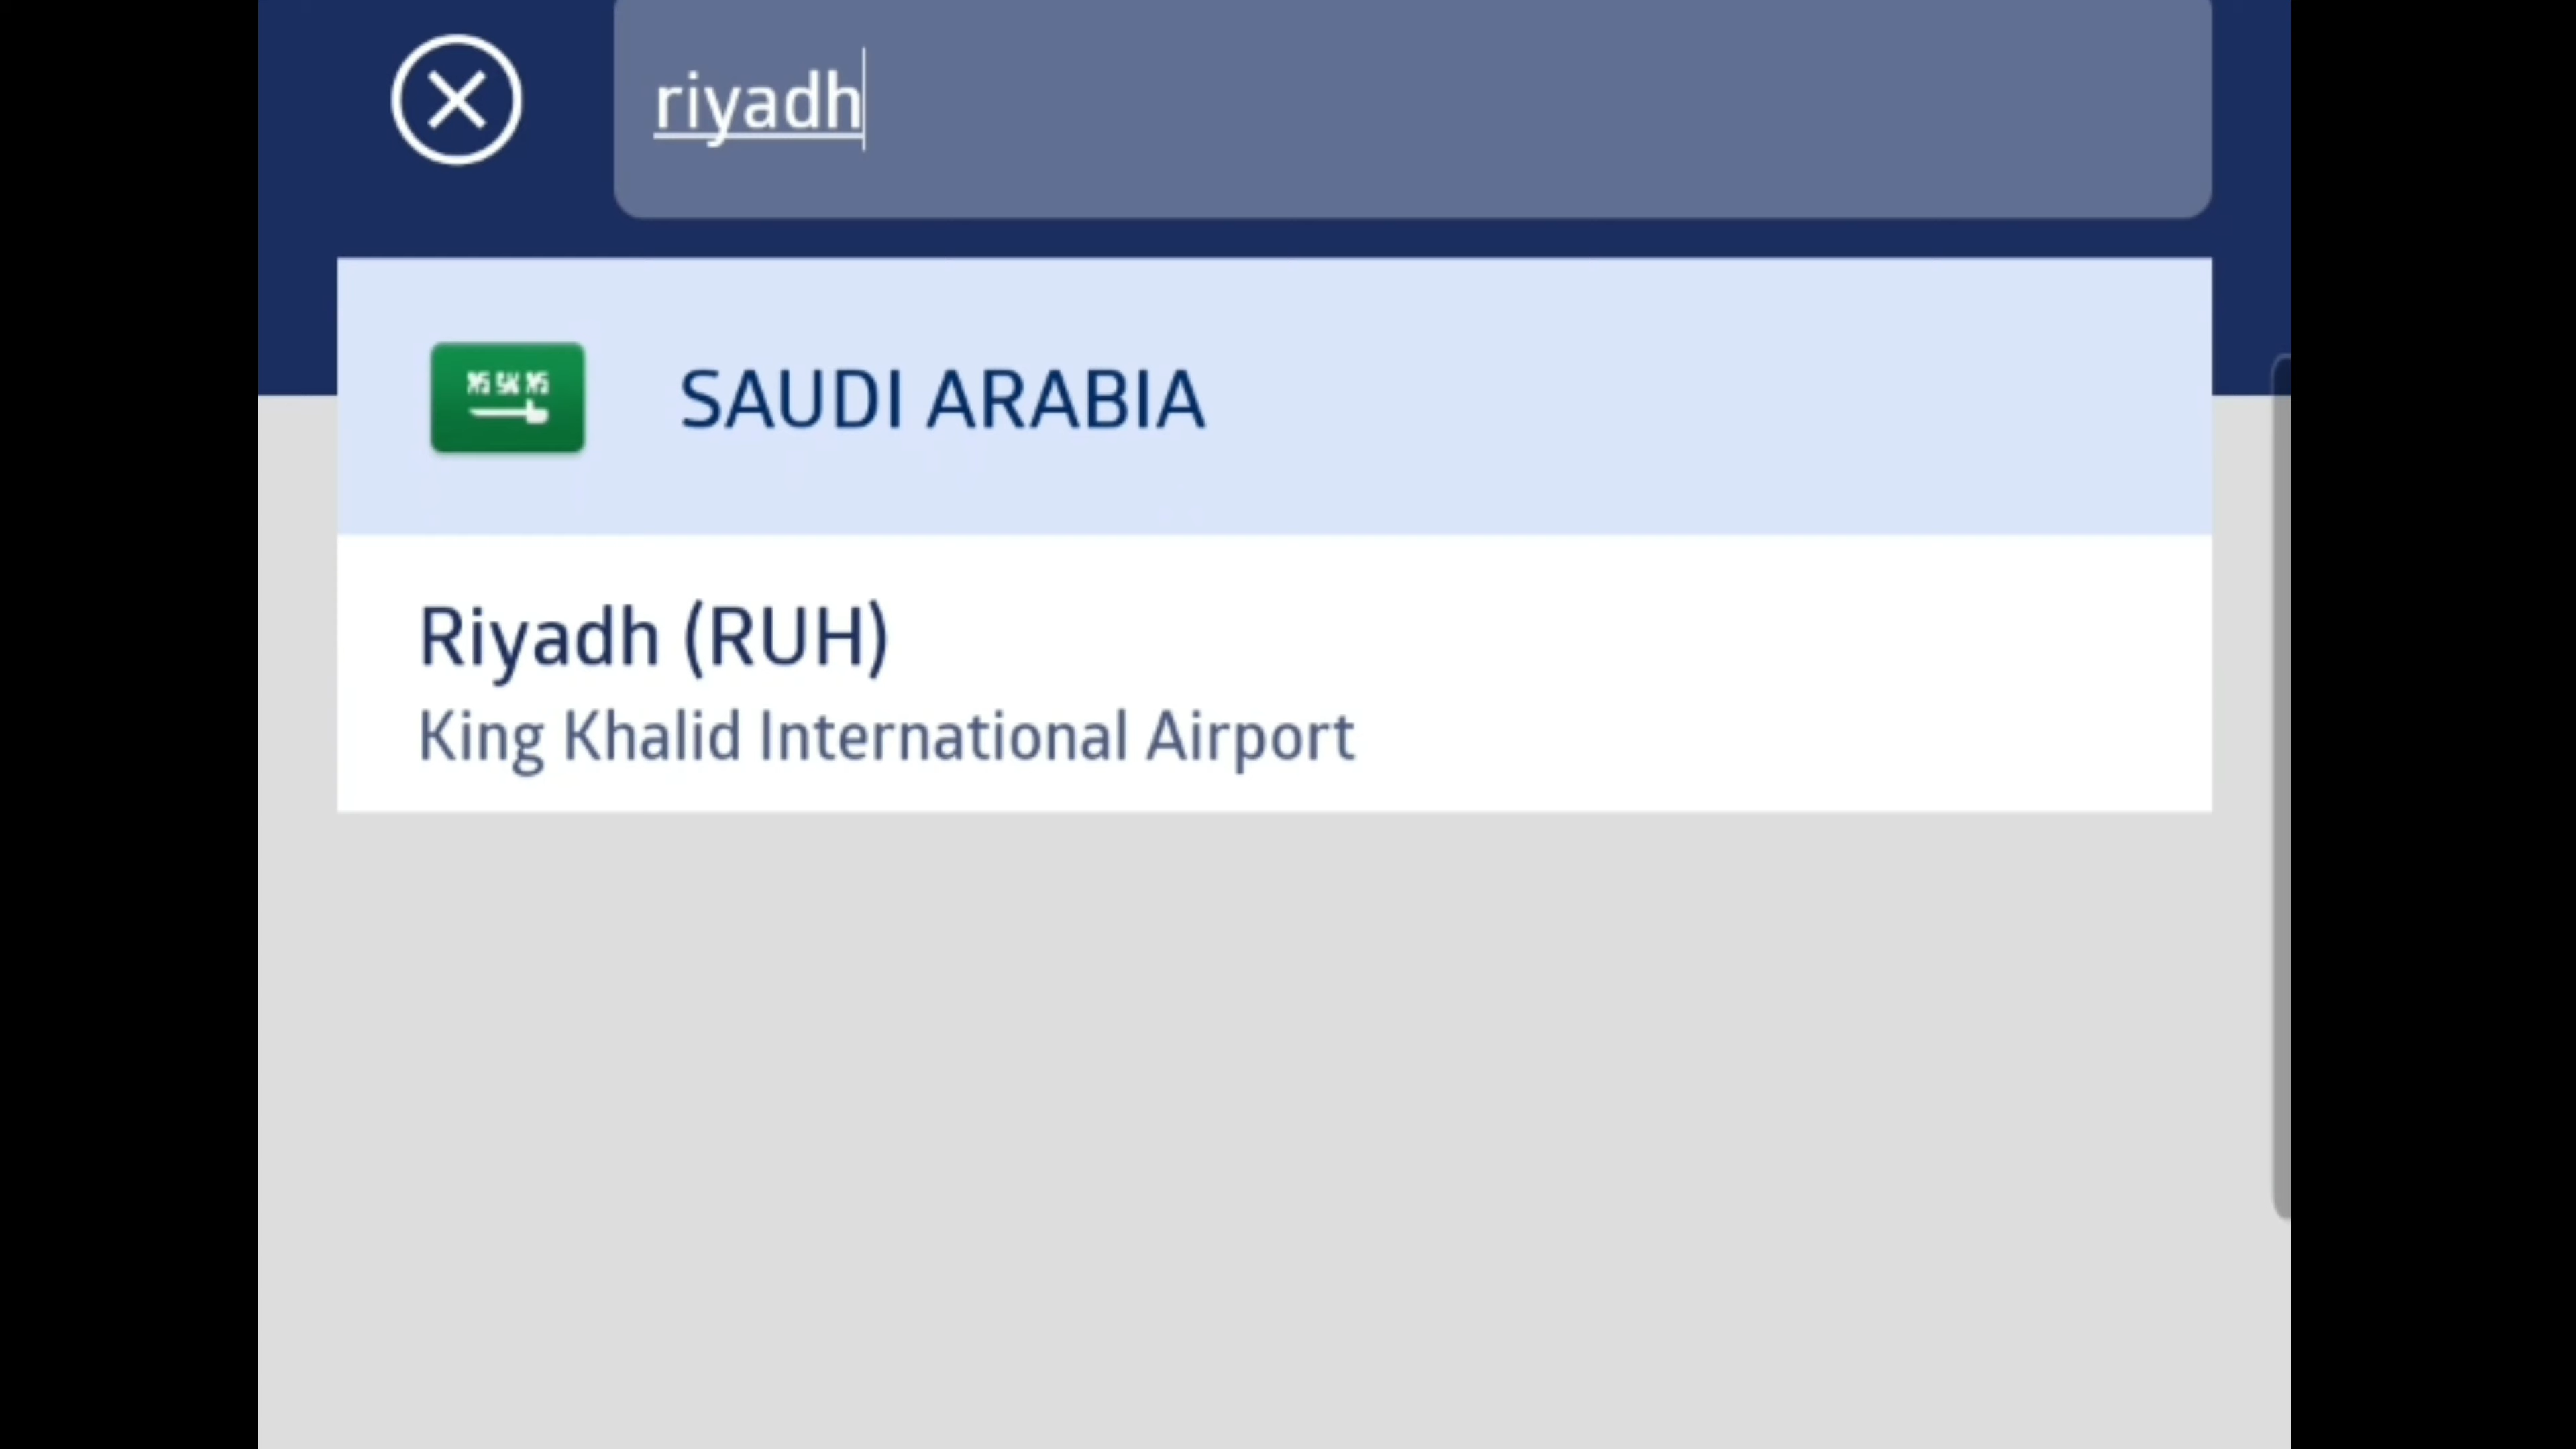 riyadh
SAUDI ARABIA
Riyadh (RUH)
King Khalid International Airport